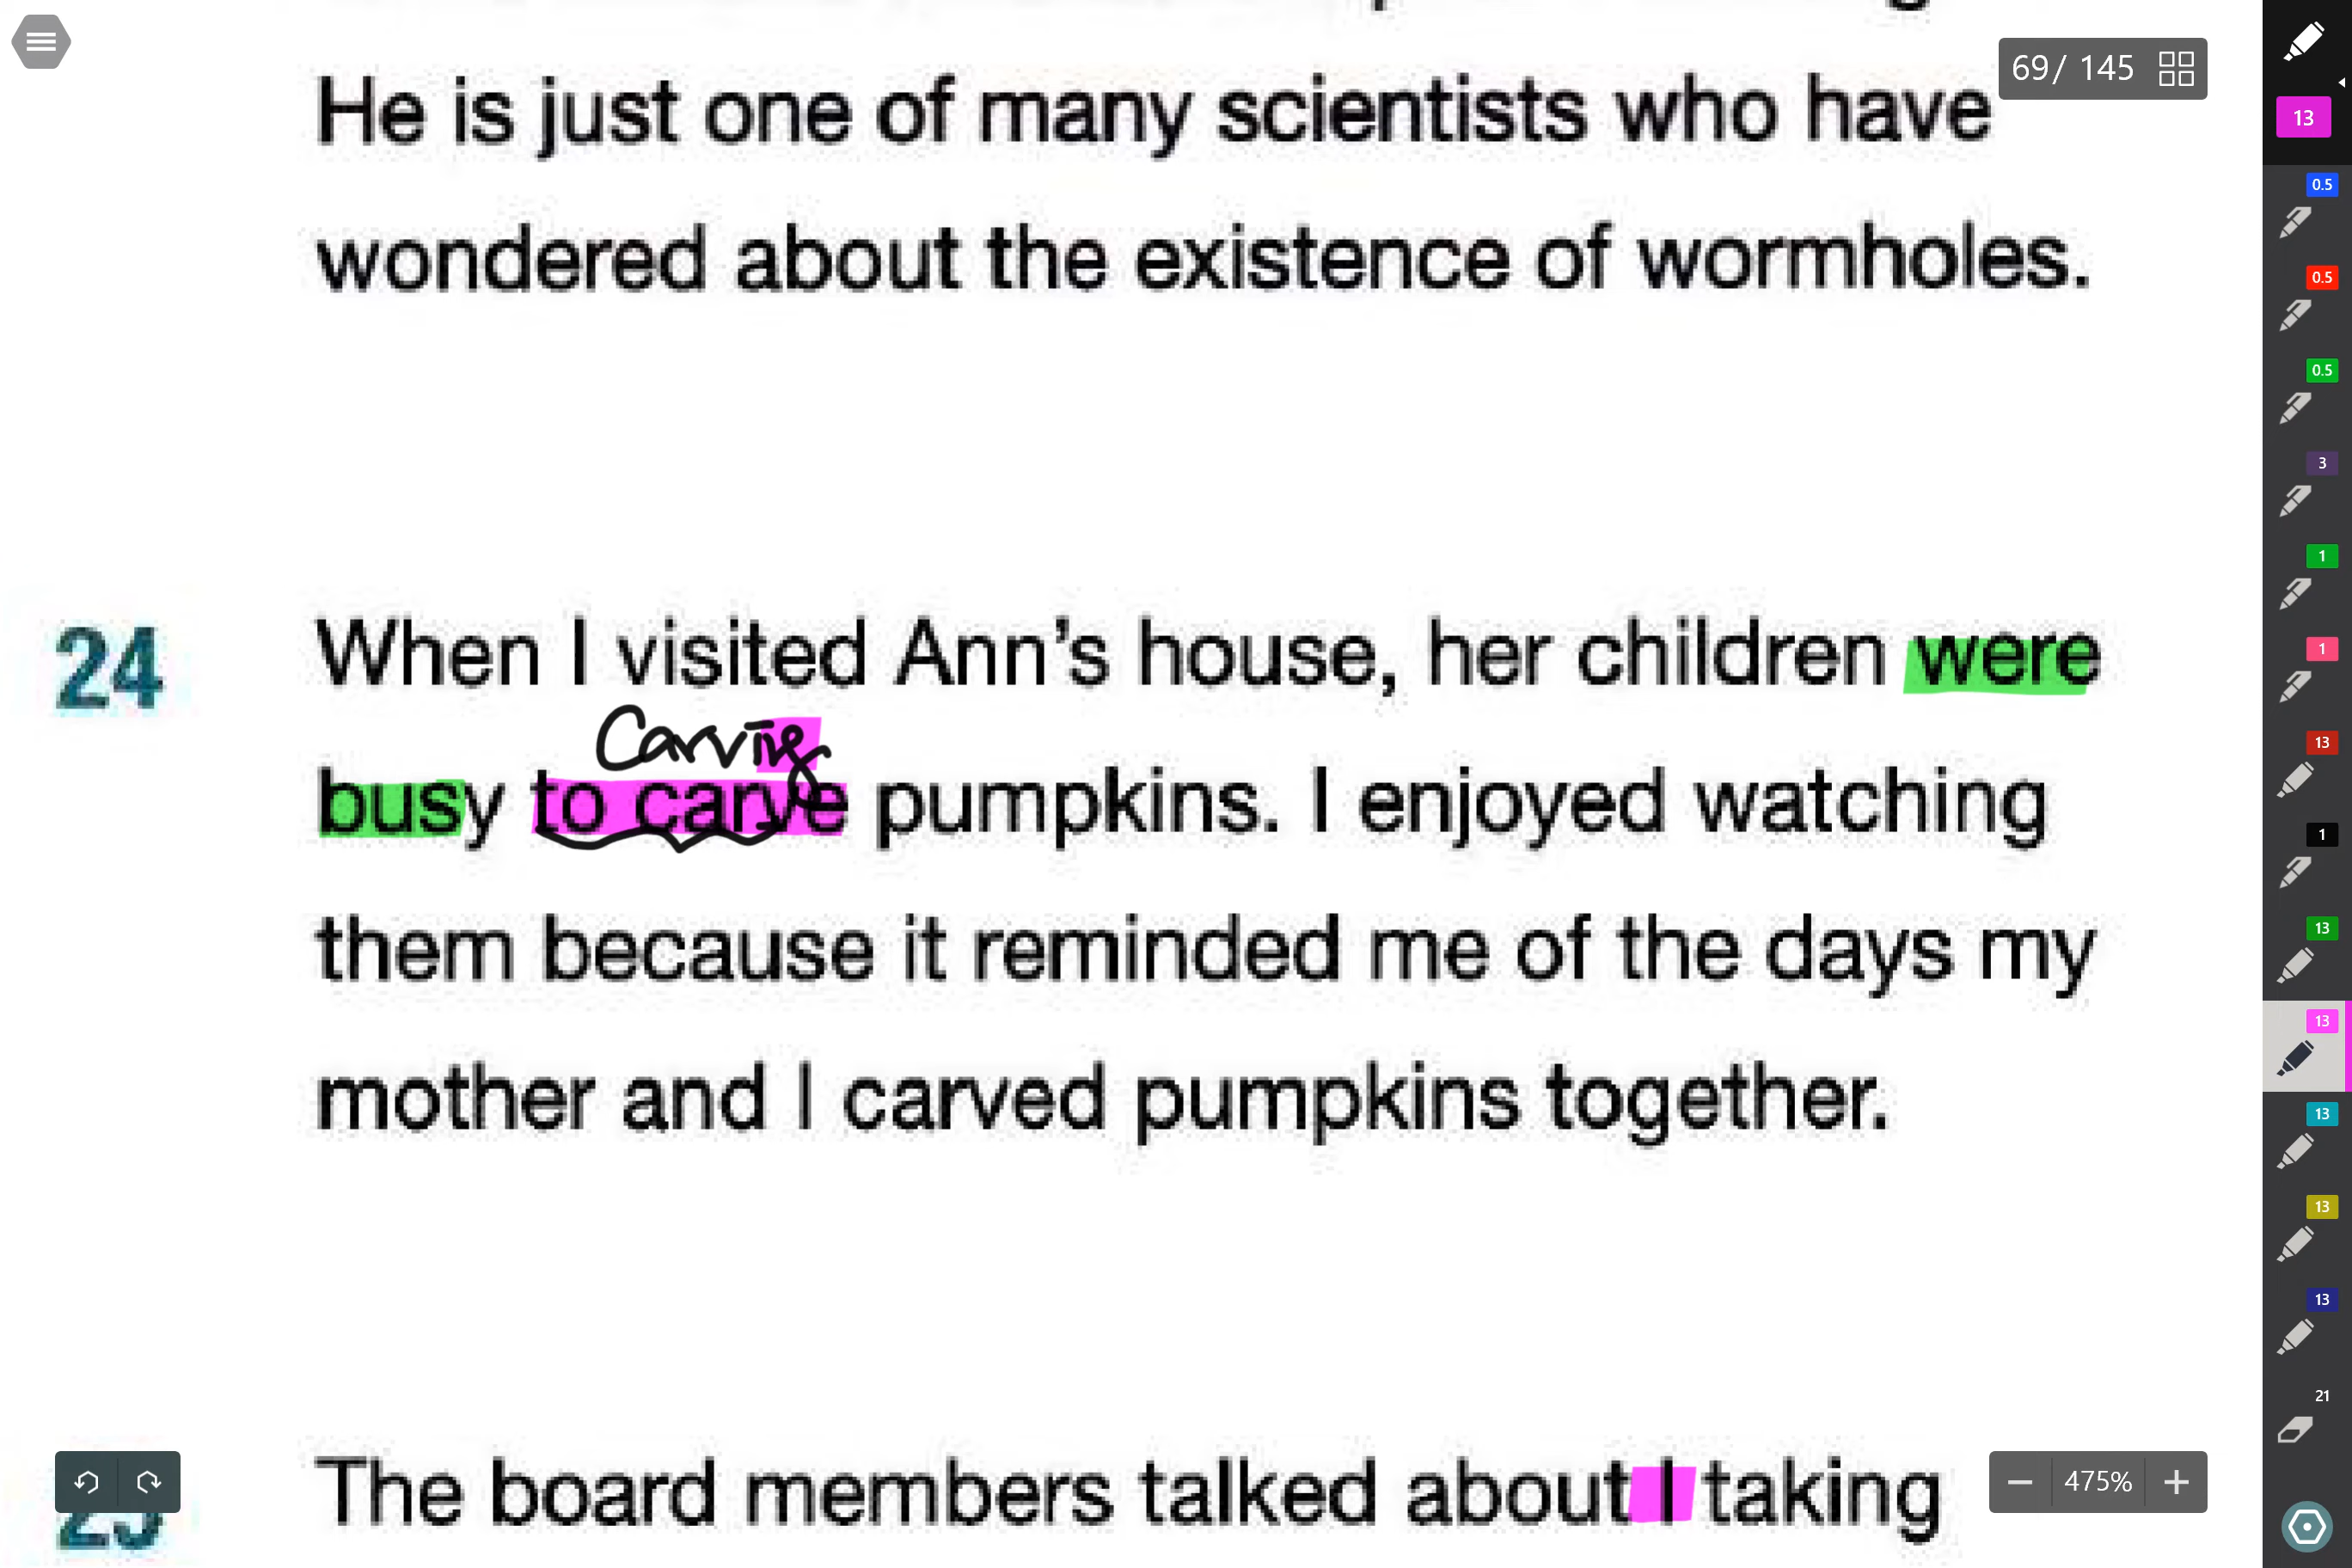 69/ 145
He is just one of many scientists who have
wondered about the existence of wormholes.
24
When I visited Ann's house, her children were
Carving
busy to carve pumpkins. I enjoyed watching
them because it reminded me of the days my
mother and I carved pumpkins together.
25
The board members talked about I taking
475%
13
0.5
0.5
0.5
3
1
1
13
1
13
13
13
13
13
21